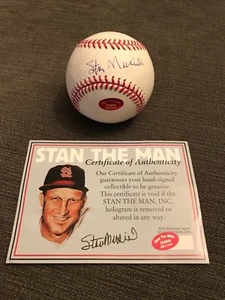 Stan Musial
STAN THE MAN
Certificate of Authenticity
Our Certificate of Authenticity
guarantees your hand-signed
collectible to be genuine.
This certificate is void if the
STAN THE MAN, INC.
hologram is removed or
altered in any way.
Stan Musial